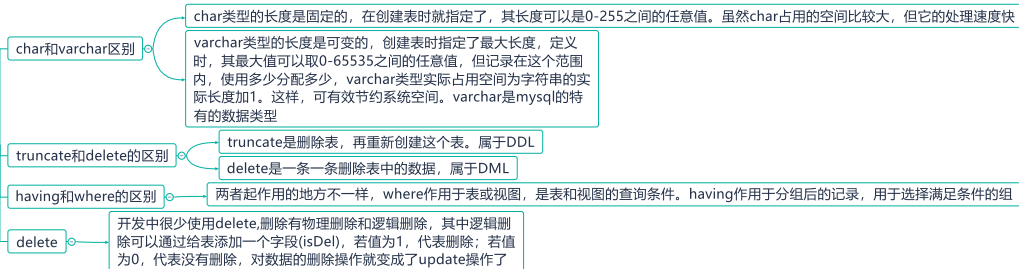 char和varchar区别
char类型的长度是固定的，在创建表时就指定了，其长度可以是0-255之间的任意值。虽然char占用的空间比较大，但它的处理速度快
varchar类型的长度是可变的，创建表时指定了最大长度，定义
时，其最大值可以取0-65535之间的任意值，但记录在这个范围
内，使用多少分配多少，varchar类型实际占用空间为字符串的实
际长度加1。这样，可有效节约系统空间。varchar是mysql的特
有的数据类型
truncate和delete的区别
truncate是删除表，再重新创建这个表。属于DDL
delete是一条一条删除表中的数据，属于DML
having和where的区别
两者起作用的地方不一样，where作用于表或视图，是表和视图的查询条件。having作用于分组后的记录，用于选择满足条件的组
delete
开发中很少使用delete,删除有物理删除和逻辑删除，其中逻辑删
除可以通过给表添加一个字段(isDel)，若值为1，代表删除；若值
为0，代表没有删除，对数据的删除操作就变成了update操作了